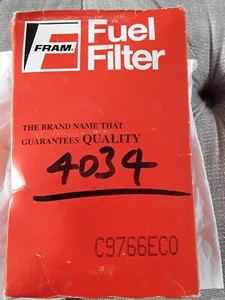 FRAM
Fuel
Filter
THE BRAND NAME THAT
GUARANTEES QUALITY
4034
C9766ECO